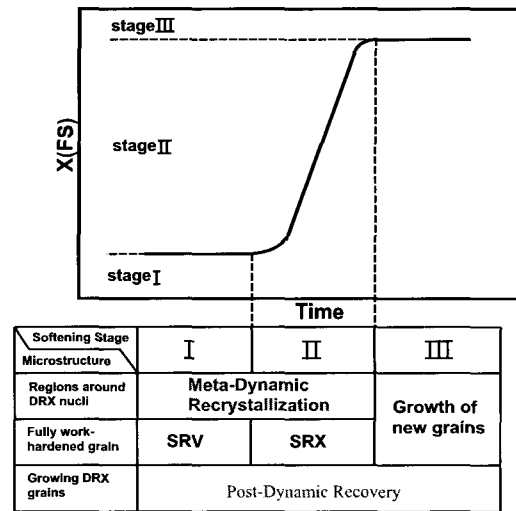 stageⅢ
X(FS)
stageⅡ
stageⅠ
Time
Softening Stage
Microstructure
Ⅰ
Ⅱ
Ⅲ
Regions around
DRX nucli
Meta-Dynamic
Recrystallization
Growth of
new grains
Fully work-
hardened grain
SRV
SRX
Growing DRX
grains
Post-Dynamic Recovery